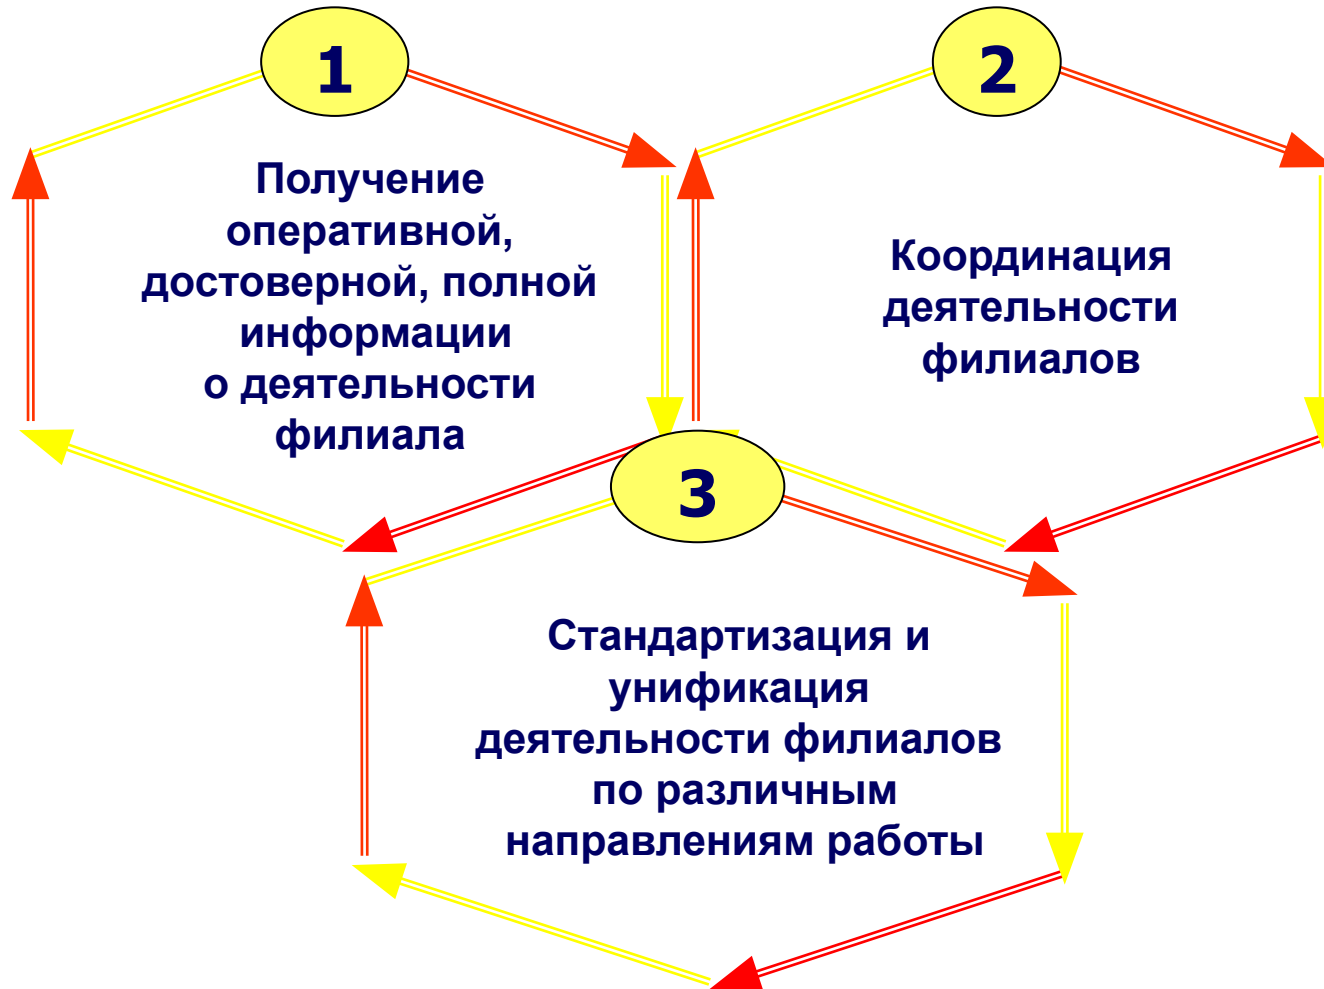 1
Получение
оперативной,
достоверной, полной
информации
о деятельности
филиала
2
Координация
деятельности
филиалов
3
Стандартизация и
унификация
деятельности филиалов
по различным
направлениям работы